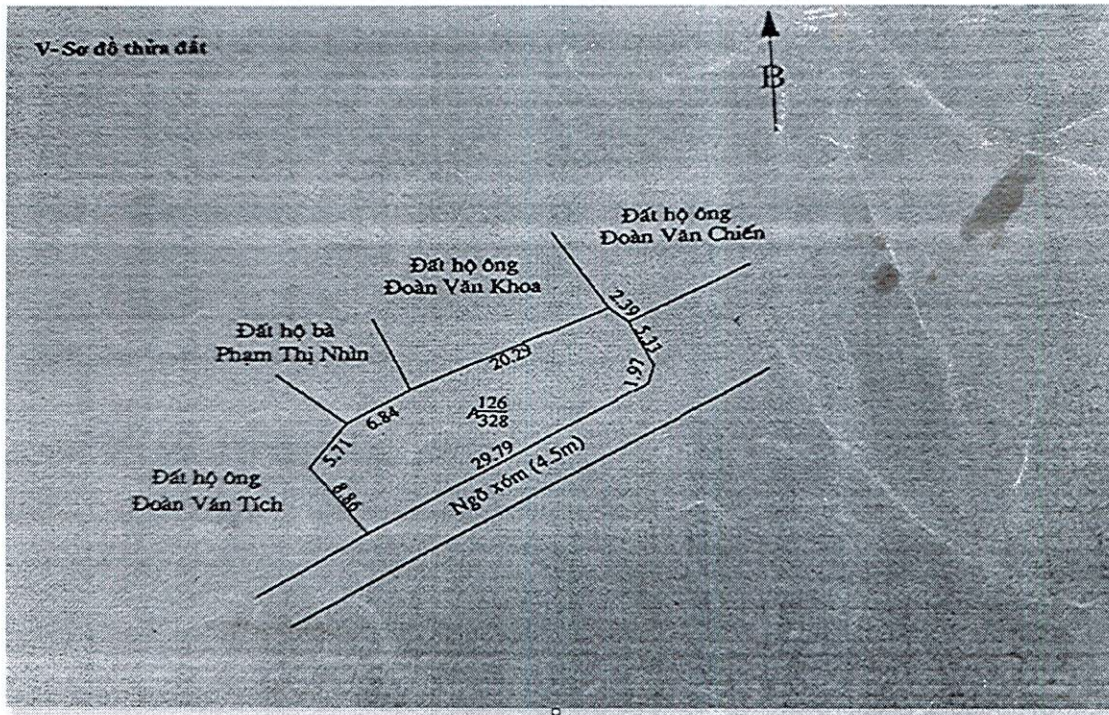 V- Sơ đồ thửa đất
B
Đất hộ ông
Đoàn Văn Chiến
Đất hộ ông
Đoàn Văn Khoa
2.39
5.13
Đất hộ bà
Phạm Thị Nhìn
20.29
1.97
6.84
126
328
5.71
29.79
Ngõ xóm (4.5m)
Đất hộ ông
Đoàn Văn Tích
8.86